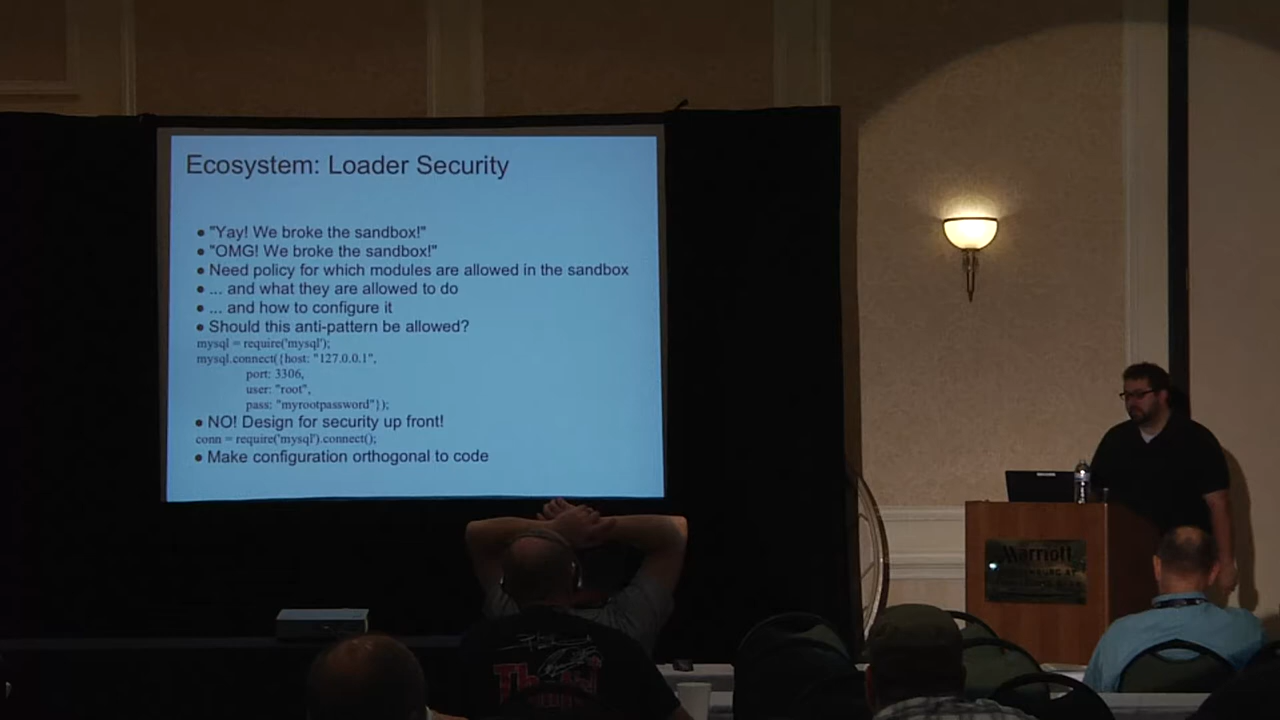 Ecosystem: Loader Security
● "Yay! We broke the sandbox!"
● "OMG! We broke the sandbox!"
● Need policy for which modules are allowed in the sandbox
● ... and what they are allowed to do
● ... and how to configure it
● Should this anti-pattern be allowed?
mysql = require('mysql');
mysql.connect({host: "127.0.0.1",
port: 3306,
user: "root",
pass: "myrootpassword"});
● NO! Design for security up front!
conn = require('mysql').connect();
● Make configuration orthogonal to code
Marriott